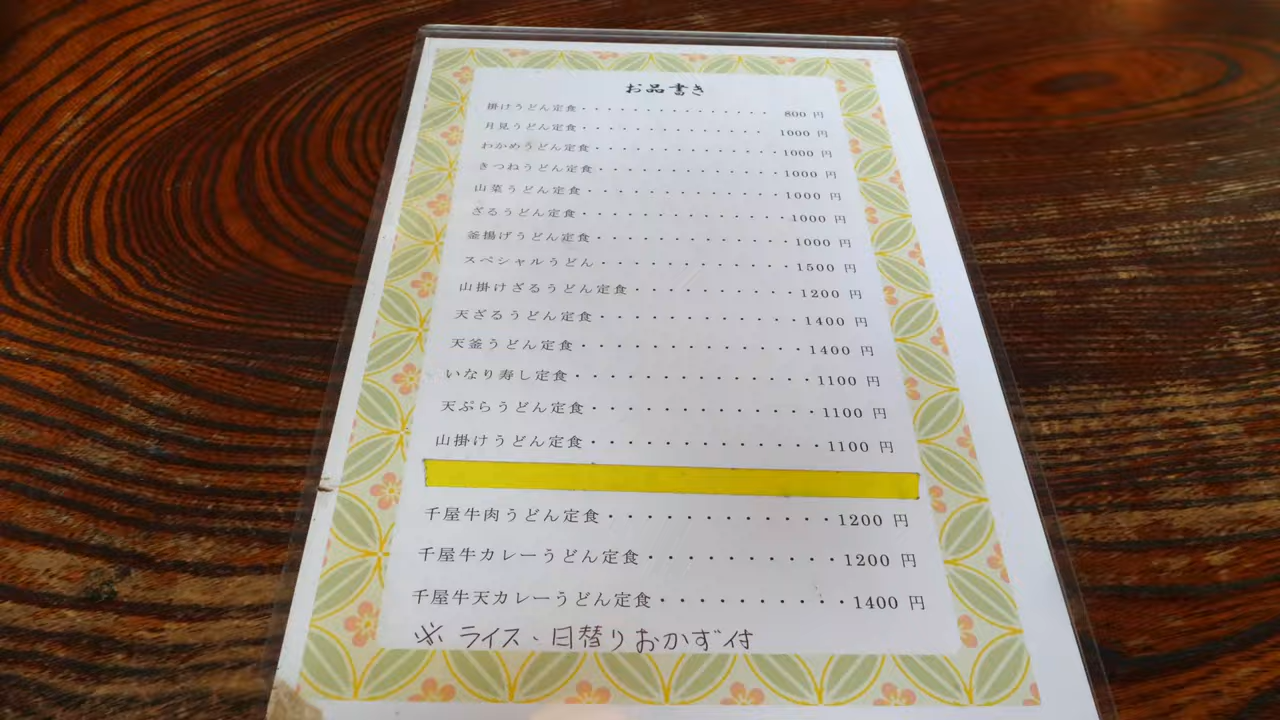 お品書き
掛けうどん定食・・・・・・・・・・・・・・・ 800 円
月見うどん定食・・・・・・・・・・・・・・・1000 円
わかめうどん定食・・・・・・・・・・・・・・1000 円
きつねうどん定食・・・・・・・・・・・・・・1000 円
山菜うどん定食・・・・・・・・・・・・・・・1000 円
ざるうどん定食・・・・・・・・・・・・・・・1000 円
釜揚げうどん定食・・・・・・・・・・・・・・1000 円
スペシャルうどん・・・・・・・・・・・・・・1500 円
山掛けざるうどん定食・・・・・・・・・・・・1200 円
天ざるうどん定食・・・・・・・・・・・・・・1400 円
天釜うどん定食・・・・・・・・・・・・・・・1400 円
いなり寿し定食・・・・・・・・・・・・・・・1100 円
天ぷらうどん定食・・・・・・・・・・・・・・1100 円
山掛けうどん定食・・・・・・・・・・・・・・1100 円
千屋牛肉うどん定食・・・・・・・・・・・・・1200 円
千屋牛カレーうどん定食・・・・・・・・・・・1200 円
千屋牛天カレーうどん定食・・・・・・・・・・1400 円
※ ライス、日替りおかず付